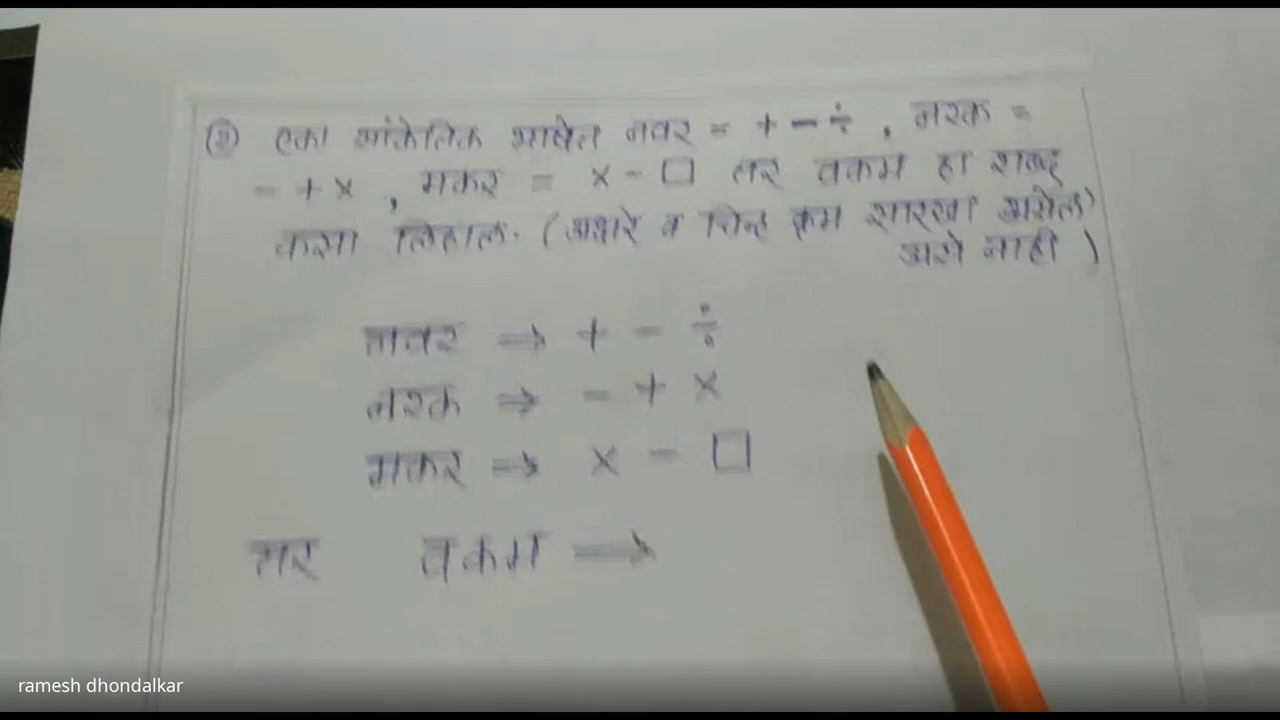 (२) एका सांकेतिक भाषेत नवर = + - ÷ , नरक =
- + × , मकर = × - □ तर वकम हा शब्द
कसा लिहाल. (अक्षरे व चिन्ह क्रम सारखा असेल
असे नाही )
नवर ⇒ + - ÷
नरक ⇒ - + ×
मकर ⇒ × - □
तर वकम ⇒
ramesh dhondalkar